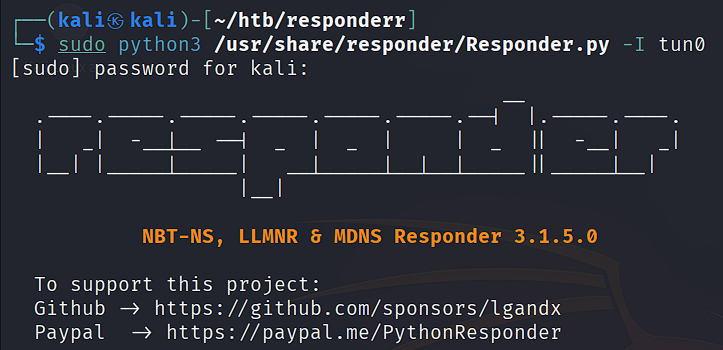 ┌──(kali㉿kali)-[~/htb/responderr]
└─$ sudo python3 /usr/share/responder/Responder.py -I tun0
[sudo] password for kali:
responder
NBT-NS, LLMNR & MDNS Responder 3.1.5.0
To support this project:
Github -> https://github.com/sponsors/lgandx
Paypal  -> https://paypal.me/PythonResponder